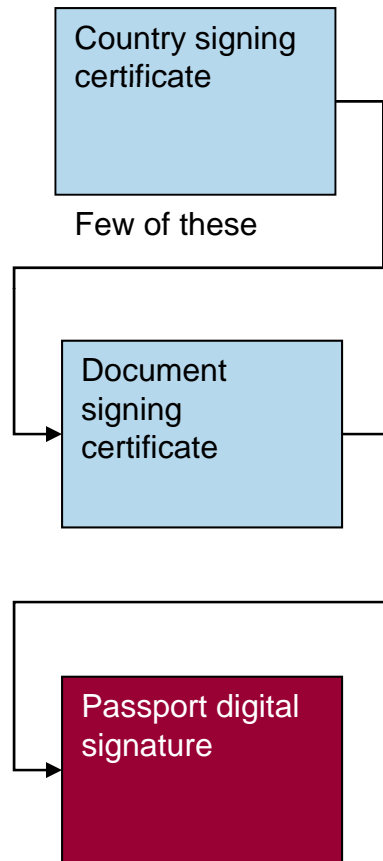 Country signing
certificate
Few of these
Document
signing
certificate
Passport digital
signature